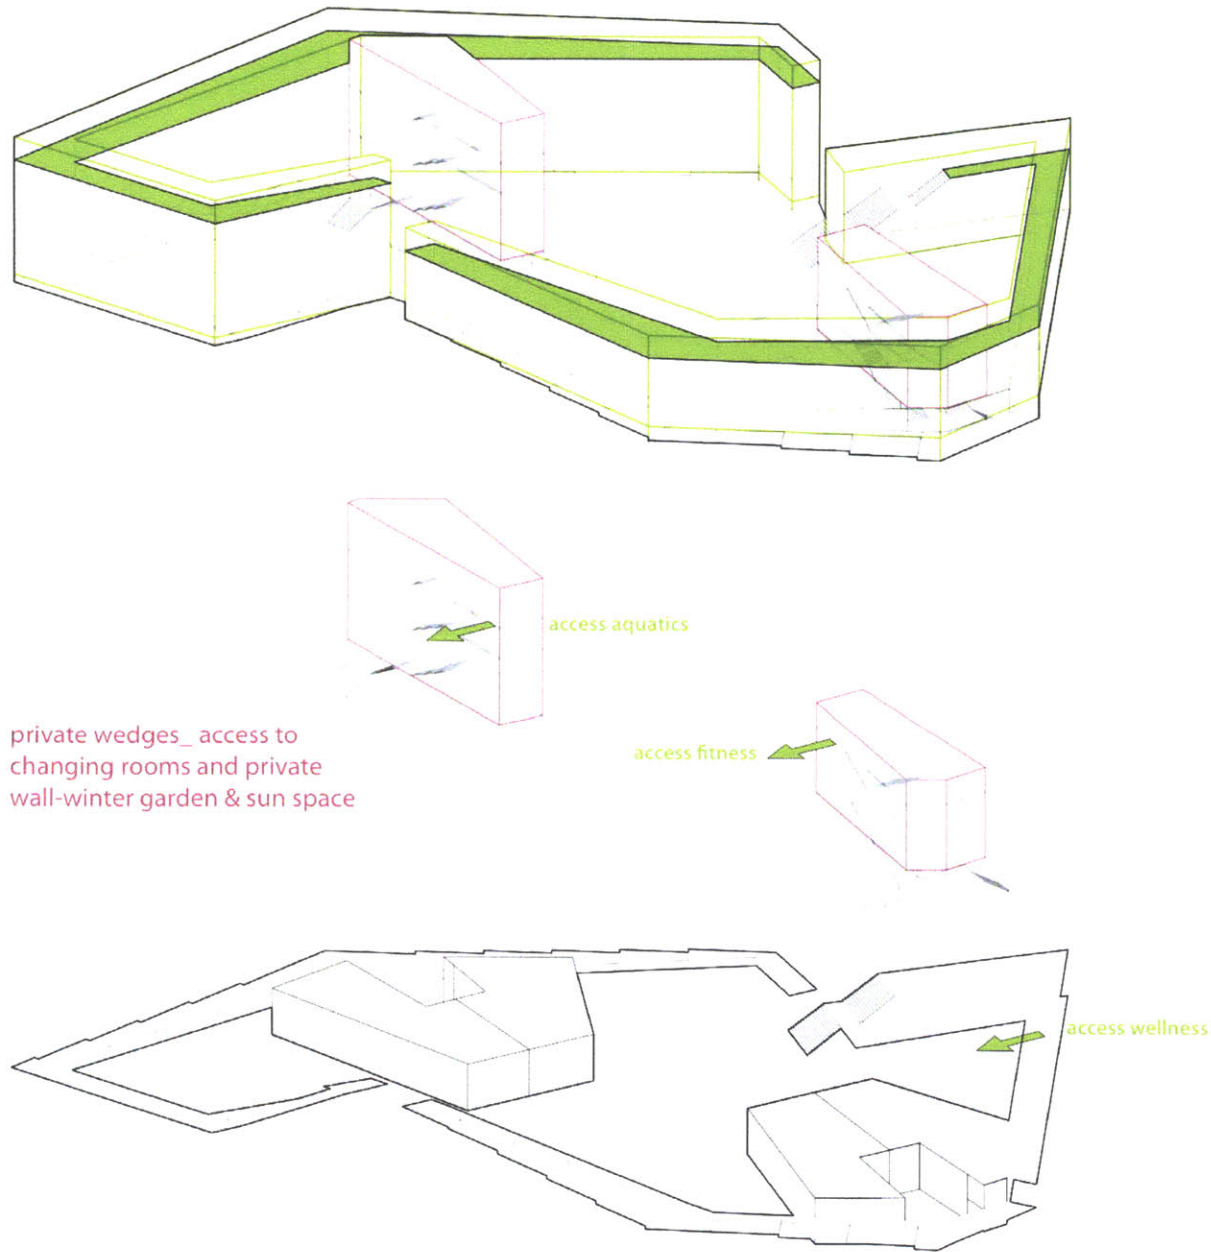 access aquatics
private wedges_ access to
changing rooms and private
wall-winter garden & sun space
access fitness
access wellness